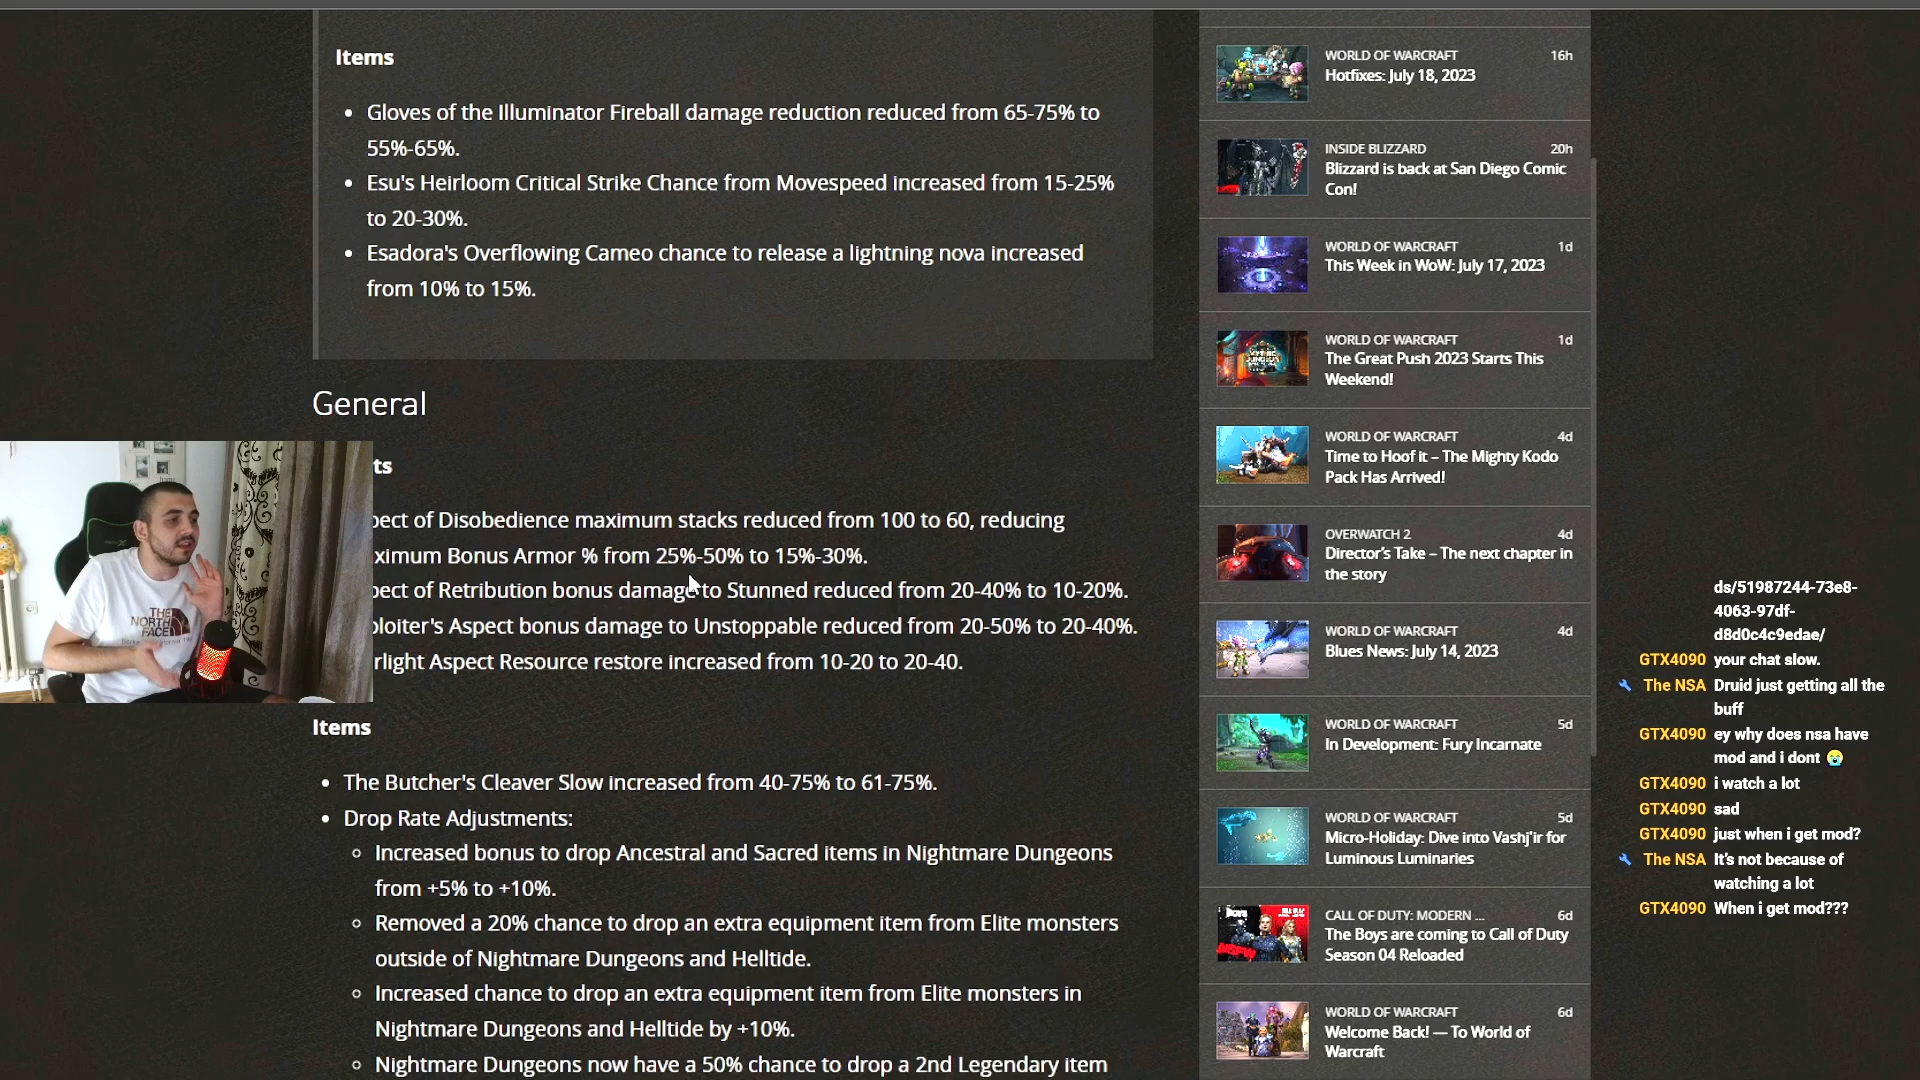 Items
Gloves of the Illuminator Fireball damage reduction reduced from 65-75% to
55%-65%.
Esu's Heirloom Critical Strike Chance from Movespeed increased from 15-25%
to 20-30%.
Esadora's Overflowing Cameo chance to release a lightning nova increased
from 10% to 15%.
General
ts
pect of Disobedience maximum stacks reduced from 100 to 60, reducing
ximum Bonus Armor % from 25%-50% to 15%-30%.
pect of Retribution bonus damage to Stunned reduced from 20-40% to 10-20%.
ploiter's Aspect bonus damage to Unstoppable reduced from 20-50% to 20-40%.
rlight Aspect Resource restore increased from 10-20 to 20-40.
Items
The Butcher's Cleaver Slow increased from 40-75% to 61-75%.
Drop Rate Adjustments:
Increased bonus to drop Ancestral and Sacred items in Nightmare Dungeons
from +5% to +10%.
Removed a 20% chance to drop an extra equipment item from Elite monsters
outside of Nightmare Dungeons and Helltide.
Increased chance to drop an extra equipment item from Elite monsters in
Nightmare Dungeons and Helltide by +10%.
Nightmare Dungeons now have a 50% chance to drop a 2nd Legendary item
THE
NORTH
FACE
WORLD OF WARCRAFT 16h
Hotfixes: July 18, 2023
INSIDE BLIZZARD 20h
Blizzard is back at San Diego Comic
Con!
WORLD OF WARCRAFT 1d
This Week in WoW: July 17, 2023
WORLD OF WARCRAFT 1d
The Great Push 2023 Starts This
Weekend!
WORLD OF WARCRAFT 4d
Time to Hoof it – The Mighty Kodo
Pack Has Arrived!
OVERWATCH 2 4d
Director's Take – The next chapter in
the story
WORLD OF WARCRAFT 4d
Blues News: July 14, 2023
WORLD OF WARCRAFT 5d
In Development: Fury Incarnate
WORLD OF WARCRAFT 5d
Micro-Holiday: Dive into Vashj'ir for
Luminous Luminaries
CALL OF DUTY: MODERN ... 6d
The Boys are coming to Call of Duty
Season 04 Reloaded
WORLD OF WARCRAFT 6d
Welcome Back! — To World of
Warcraft
ds/51987244-73e8-
4063-97df-
d8d0c4c9edae/
GTX4090 your chat slow.
The NSA Druid just getting all the
buff
GTX4090 ey why does nsa have
mod and i dont 😭
GTX4090 i watch a lot
GTX4090 sad
GTX4090 just when i get mod?
The NSA It's not because of
watching a lot
GTX4090 When i get mod???